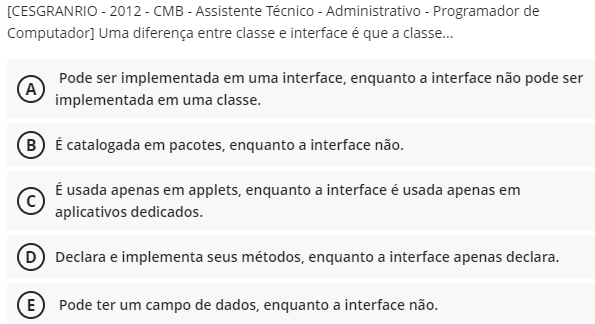 [CESGRANRIO - 2012 - CMB - Assistente Técnico - Administrativo - Programador de
Computador] Uma diferença entre classe e interface é que a classe...
A Pode ser implementada em uma interface, enquanto a interface não pode ser
implementada em uma classe.
B É catalogada em pacotes, enquanto a interface não.
C É usada apenas em applets, enquanto a interface é usada apenas em
aplicativos dedicados.
D Declara e implementa seus métodos, enquanto a interface apenas declara.
E Pode ter um campo de dados, enquanto a interface não.